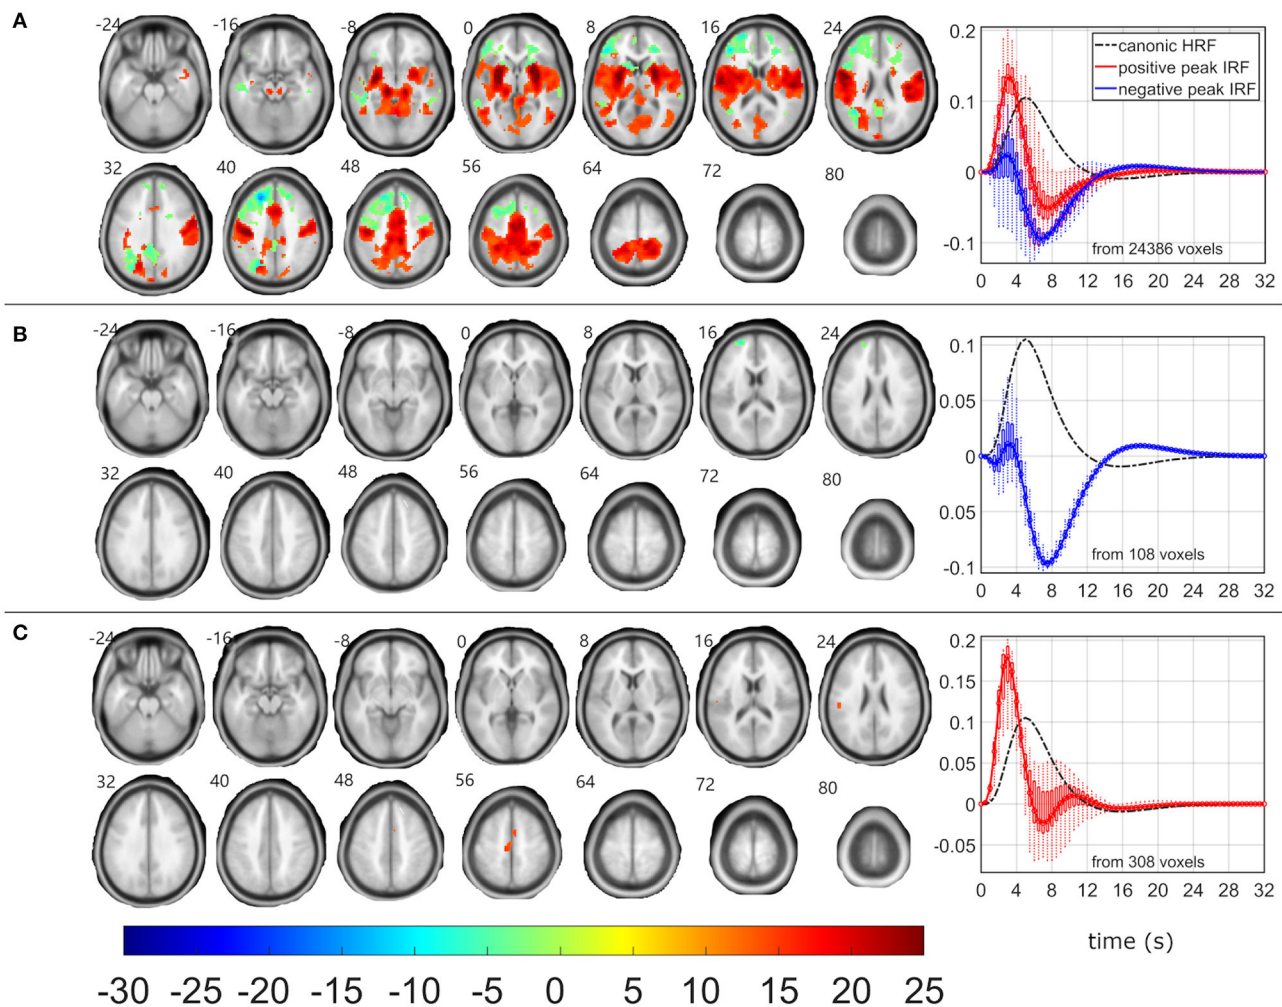 A
-24 -16 -8 0 8 16 24
32 40 48 56 64 72 80
0.2
0.1
0
-0.1
canonic HRF
positive peak IRF
negative peak IRF
from 24386 voxels
0 4 8 12 16 20 24 28 32
B
-24 -16 -8 0 8 16 24
32 40 48 56 64 72 80
0.1
0.05
0
0.05
-0.1
from 108 voxels
0 4 8 12 16 20 24 28 32
C
-24 -16 -8 0 8 16 24
32 40 48 56 64 72 80
0.2
0.15
0.1
0.05
0
-0.05
from 308 voxels
0 4 8 12 16 20 24 28 32
time (s)
-30 -25 -20 -15 -10 -5 0 5 10 15 20 25